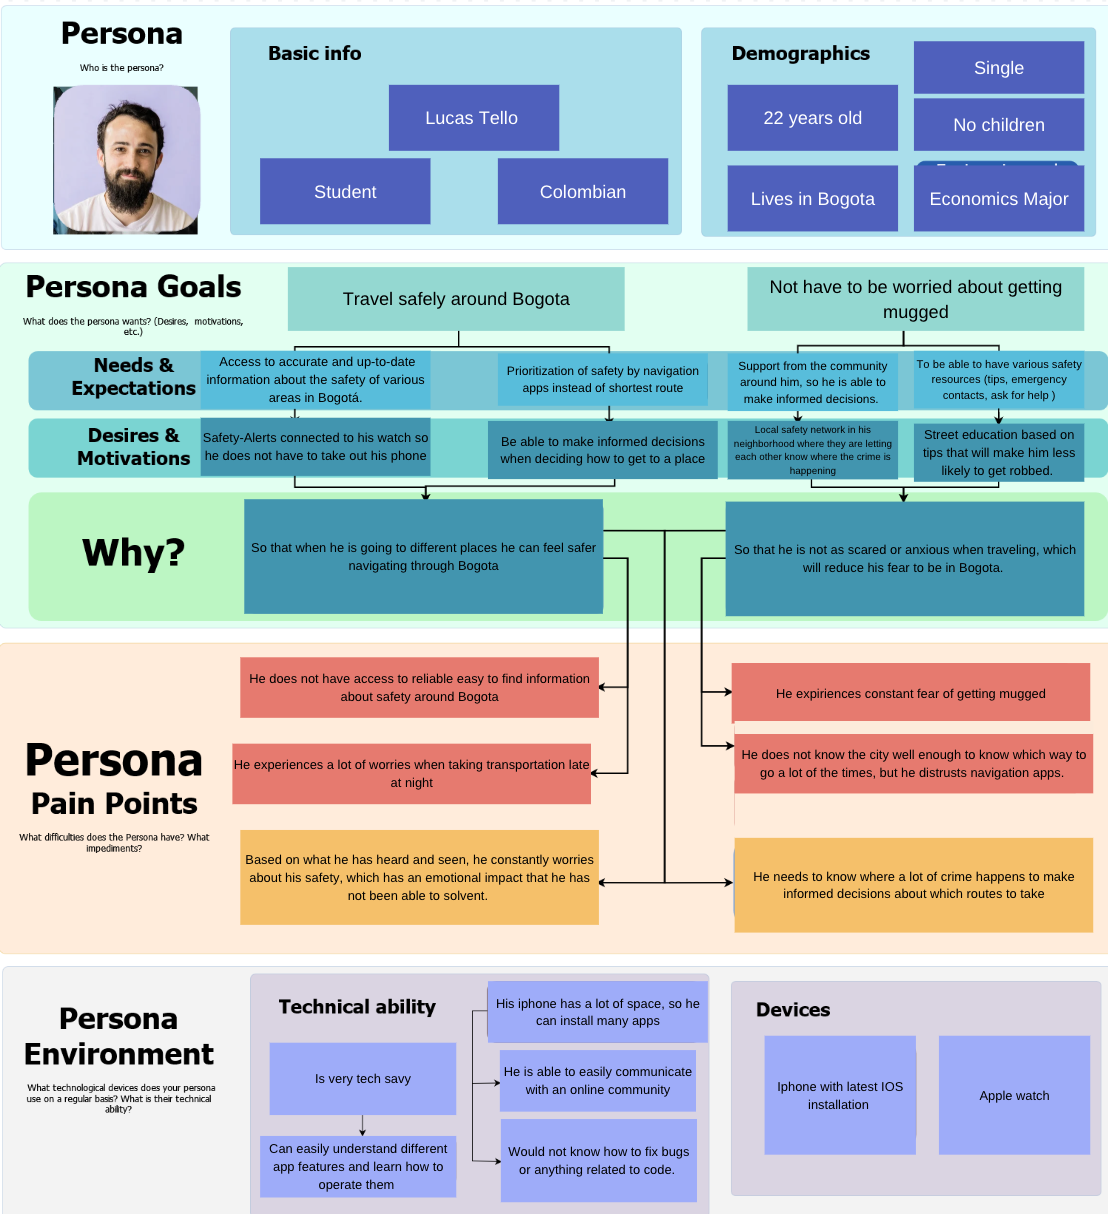 Persona
Who is the persona?
Basic info
Lucas Tello
Student
Colombian
Demographics
Single
22 years old
No children
Lives in Bogota
Economics Major
Persona Goals
What does the persona wants? (Desires, motivations,
etc.)
Travel safely around Bogota
Not have to be worried about getting
mugged
Needs &
Expectations
Access to accurate and up-to-date
information about the safety of various
areas in Bogotá.
Prioritization of safety by navigation
apps instead of shortest route
Support from the community
around him, so he is able to
make informed decisions.
To be able to have various safety
resources (tips, emergency
contacts, ask for help )
Desires &
Motivations
Safety-Alerts connected to his watch so
he does not have to take out his phone
Be able to make informed decisions
when deciding how to get to a place
Local safety network in his
neighborhood where they are letting
each other know where the crime is
happening
Street education based on
tips that will make him less
likely to get robbed.
Why?
So that when he is going to different places he can feel safer
navigating through Bogota
So that he is not as scared or anxious when traveling, which
will reduce his fear to be in Bogota.
Persona
Pain Points
What difficulties does the Persona have? What
impediments?
He does not have access to reliable easy to find information
about safety around Bogota
He expiriences constant fear of getting mugged
He experiences a lot of worries when taking transportation late
at night
He does not know the city well enough to know which way to
go a lot of the times, but he distrusts navigation apps.
Based on what he has heard and seen, he constantly worries
about his safety, which has an emotional impact that he has
not been able to solvent.
He needs to know where a lot of crime happens to make
informed decisions about which routes to take
Persona
Environment
What technological devices does your persona
use on a regular basis? What is their technical
ability?
Technical ability
Is very tech savy
Can easily understand different
app features and learn how to
operate them
His iphone has a lot of space, so he
can install many apps
He is able to easily communicate
with an online community
Would not know how to fix bugs
or anything related to code.
Devices
Iphone with latest IOS
installation
Apple watch